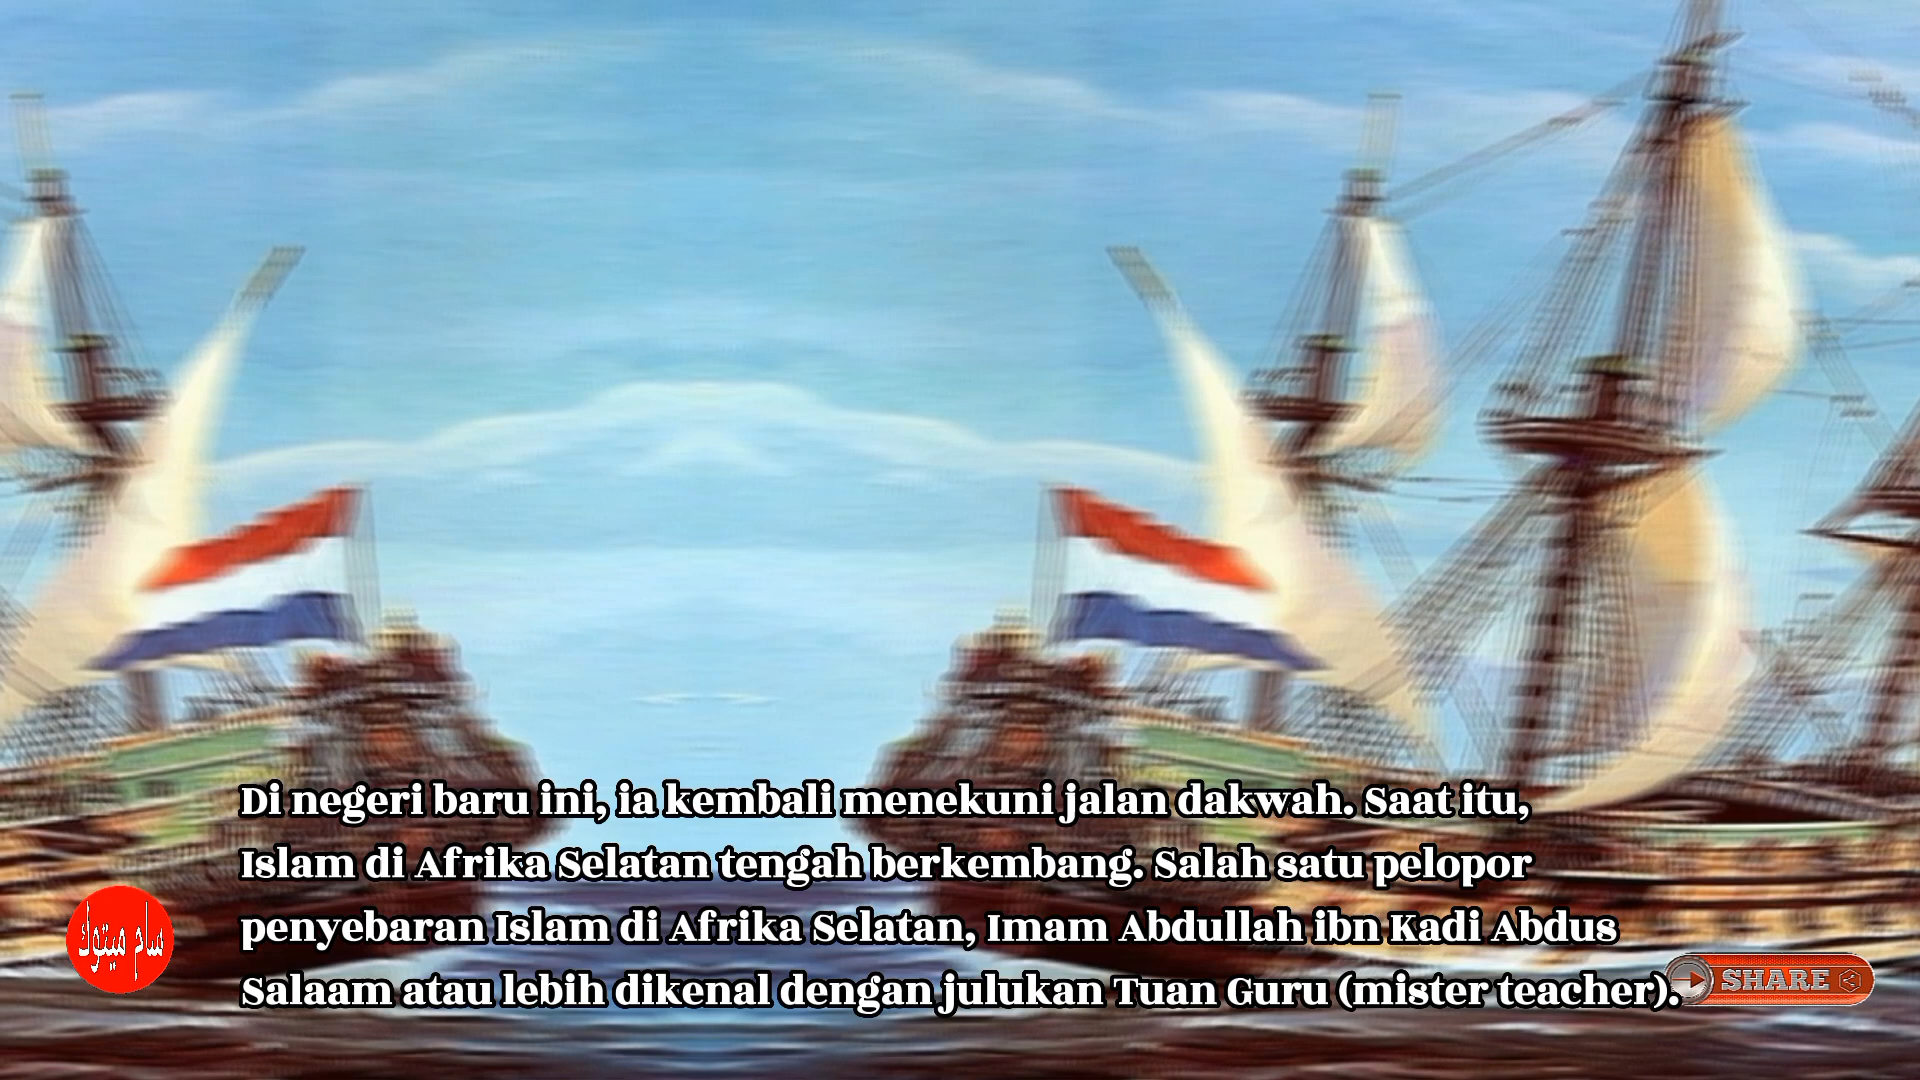 Di negeri baru ini, ia kembali menekuni jalan dakwah. Saat itu,
Islam di Afrika Selatan tengah berkembang. Salah satu pelopor
penyebaran Islam di Afrika Selatan, Imam Abdullah ibn Kadi Abdus
Salaam atau lebih dikenal dengan julukan Tuan Guru (mister teacher).
سام ميتوك
SHARE